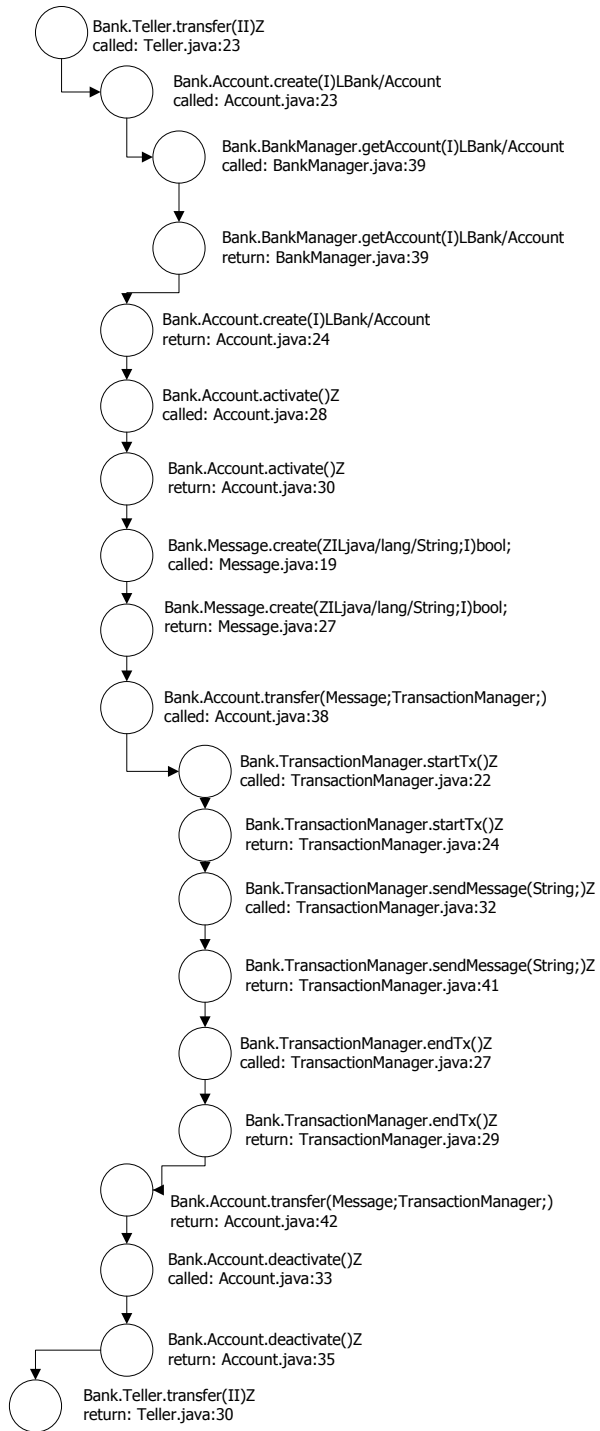 Bank.Teller.transfer(II)Z
called: Teller.java:23
Bank.Account.create(I)LBank/Account
called: Account.java:23
Bank.BankManager.getAccount(I)LBank/Account
called: BankManager.java:39
Bank.BankManager.getAccount(I)LBank/Account
return: BankManager.java:39
Bank.Account.create(I)LBank/Account
return: Account.java:24
Bank.Account.activate()Z
called: Account.java:28
Bank.Account.activate()Z
return: Account.java:30
Bank.Message.create(ZILjava/lang/String;I)bool;
called: Message.java:19
Bank.Message.create(ZILjava/lang/String;I)bool;
return: Message.java:27
Bank.Account.transfer(Message;TransactionManager;)
called: Account.java:38
Bank.TransactionManager.startTx()Z
called: TransactionManager.java:22
Bank.TransactionManager.startTx()Z
return: TransactionManager.java:24
Bank.TransactionManager.sendMessage(String;)Z
called: TransactionManager.java:32
Bank.TransactionManager.sendMessage(String;)Z
return: TransactionManager.java:41
Bank.TransactionManager.endTx()Z
called: TransactionManager.java:27
Bank.TransactionManager.endTx()Z
return: TransactionManager.java:29
Bank.Account.transfer(Message;TransactionManager;)
return: Account.java:42
Bank.Account.deactivate()Z
called: Account.java:33
Bank.Account.deactivate()Z
return: Account.java:35
Bank.Teller.transfer(II)Z
return: Teller.java:30